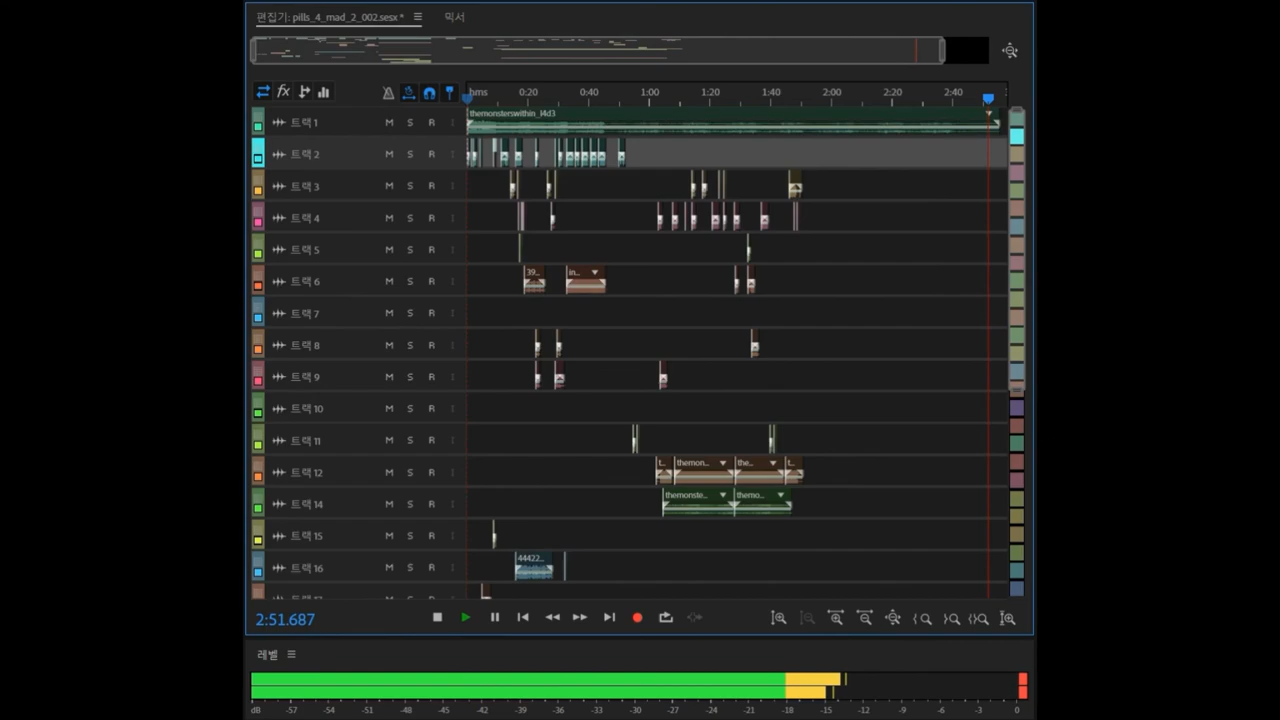 편집기: pills_4_mad_2_002.sesx * 믹서
fx
hms 0:20 0:40 1:00 1:20 1:40 2:00 2:20 2:40
트랙 1 M S R I themonsterswithin_l4d3
트랙 2 M S R I
트랙 3 M S R I
트랙 4 M S R I
트랙 5 M S R I
트랙 6 M S R I 39... in...
트랙 7 M S R I
트랙 8 M S R I
트랙 9 M S R I
트랙 10 M S R I
트랙 11 M S R I
트랙 12 M S R I t... themon... the... t...
트랙 14 M S R I themonste... themo...
트랙 15 M S R I
트랙 16 M S R I 44422...
2:51.687
레벨
dB -57 -54 -51 -48 -45 -42 -39 -36 -33 -30 -27 -24 -21 -18 -15 -12 -9 -6 -3 0